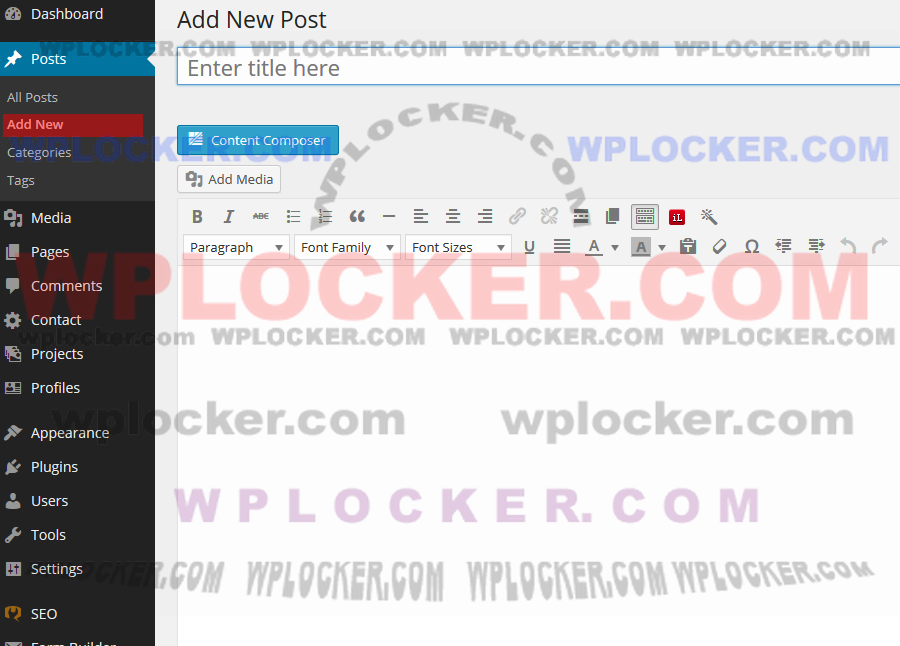 Dashboard
Posts
All Posts
Add New
Categories
Tags
Media
Pages
Comments
Contact
Projects
Profiles
Appearance
Plugins
Users
Tools
Settings
SEO
Form Builder
Add New Post
WPLOCKER.COM WPLOCKER.COM WPLOCKER.COM WPLOCKER.COM
Enter title here
WPLOCKER.COM
Content Composer
WPLOCKER.COM WPLOCKER.COM
Add Media
B I ABC
iL
Paragraph Font Family Font Sizes U A A Ω
WPLOCKER.COM
wplocker.com WPLOCKER.COM WPLOCKER.COM WPLOCKER.COM
wplocker.com wplocker.com
WPLOCKER.COM
WPLOCKER.COM WPLOCKER.COM WPLOCKER.COM WPLOCKER.COM